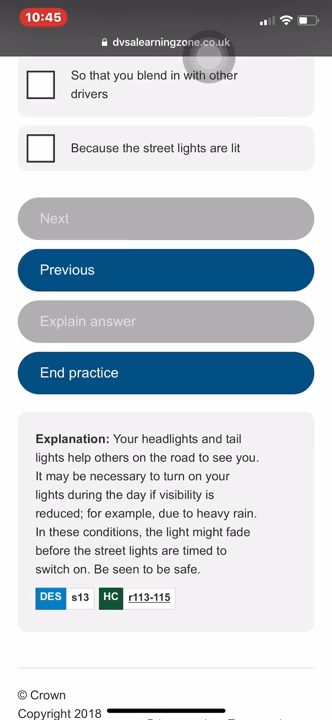 10:45
dvsalearningzone.co.uk
So that you blend in with other
drivers
Because the street lights are lit
Next
Previous
Explain answer
End practice
Explanation: Your headlights and tail
lights help others on the road to see you.
It may be necessary to turn on your
lights during the day if visibility is
reduced; for example, due to heavy rain.
In these conditions, the light might fade
before the street lights are timed to
switch on. Be seen to be safe.
DES s13 HC r113-115
© Crown
Copyright 2018